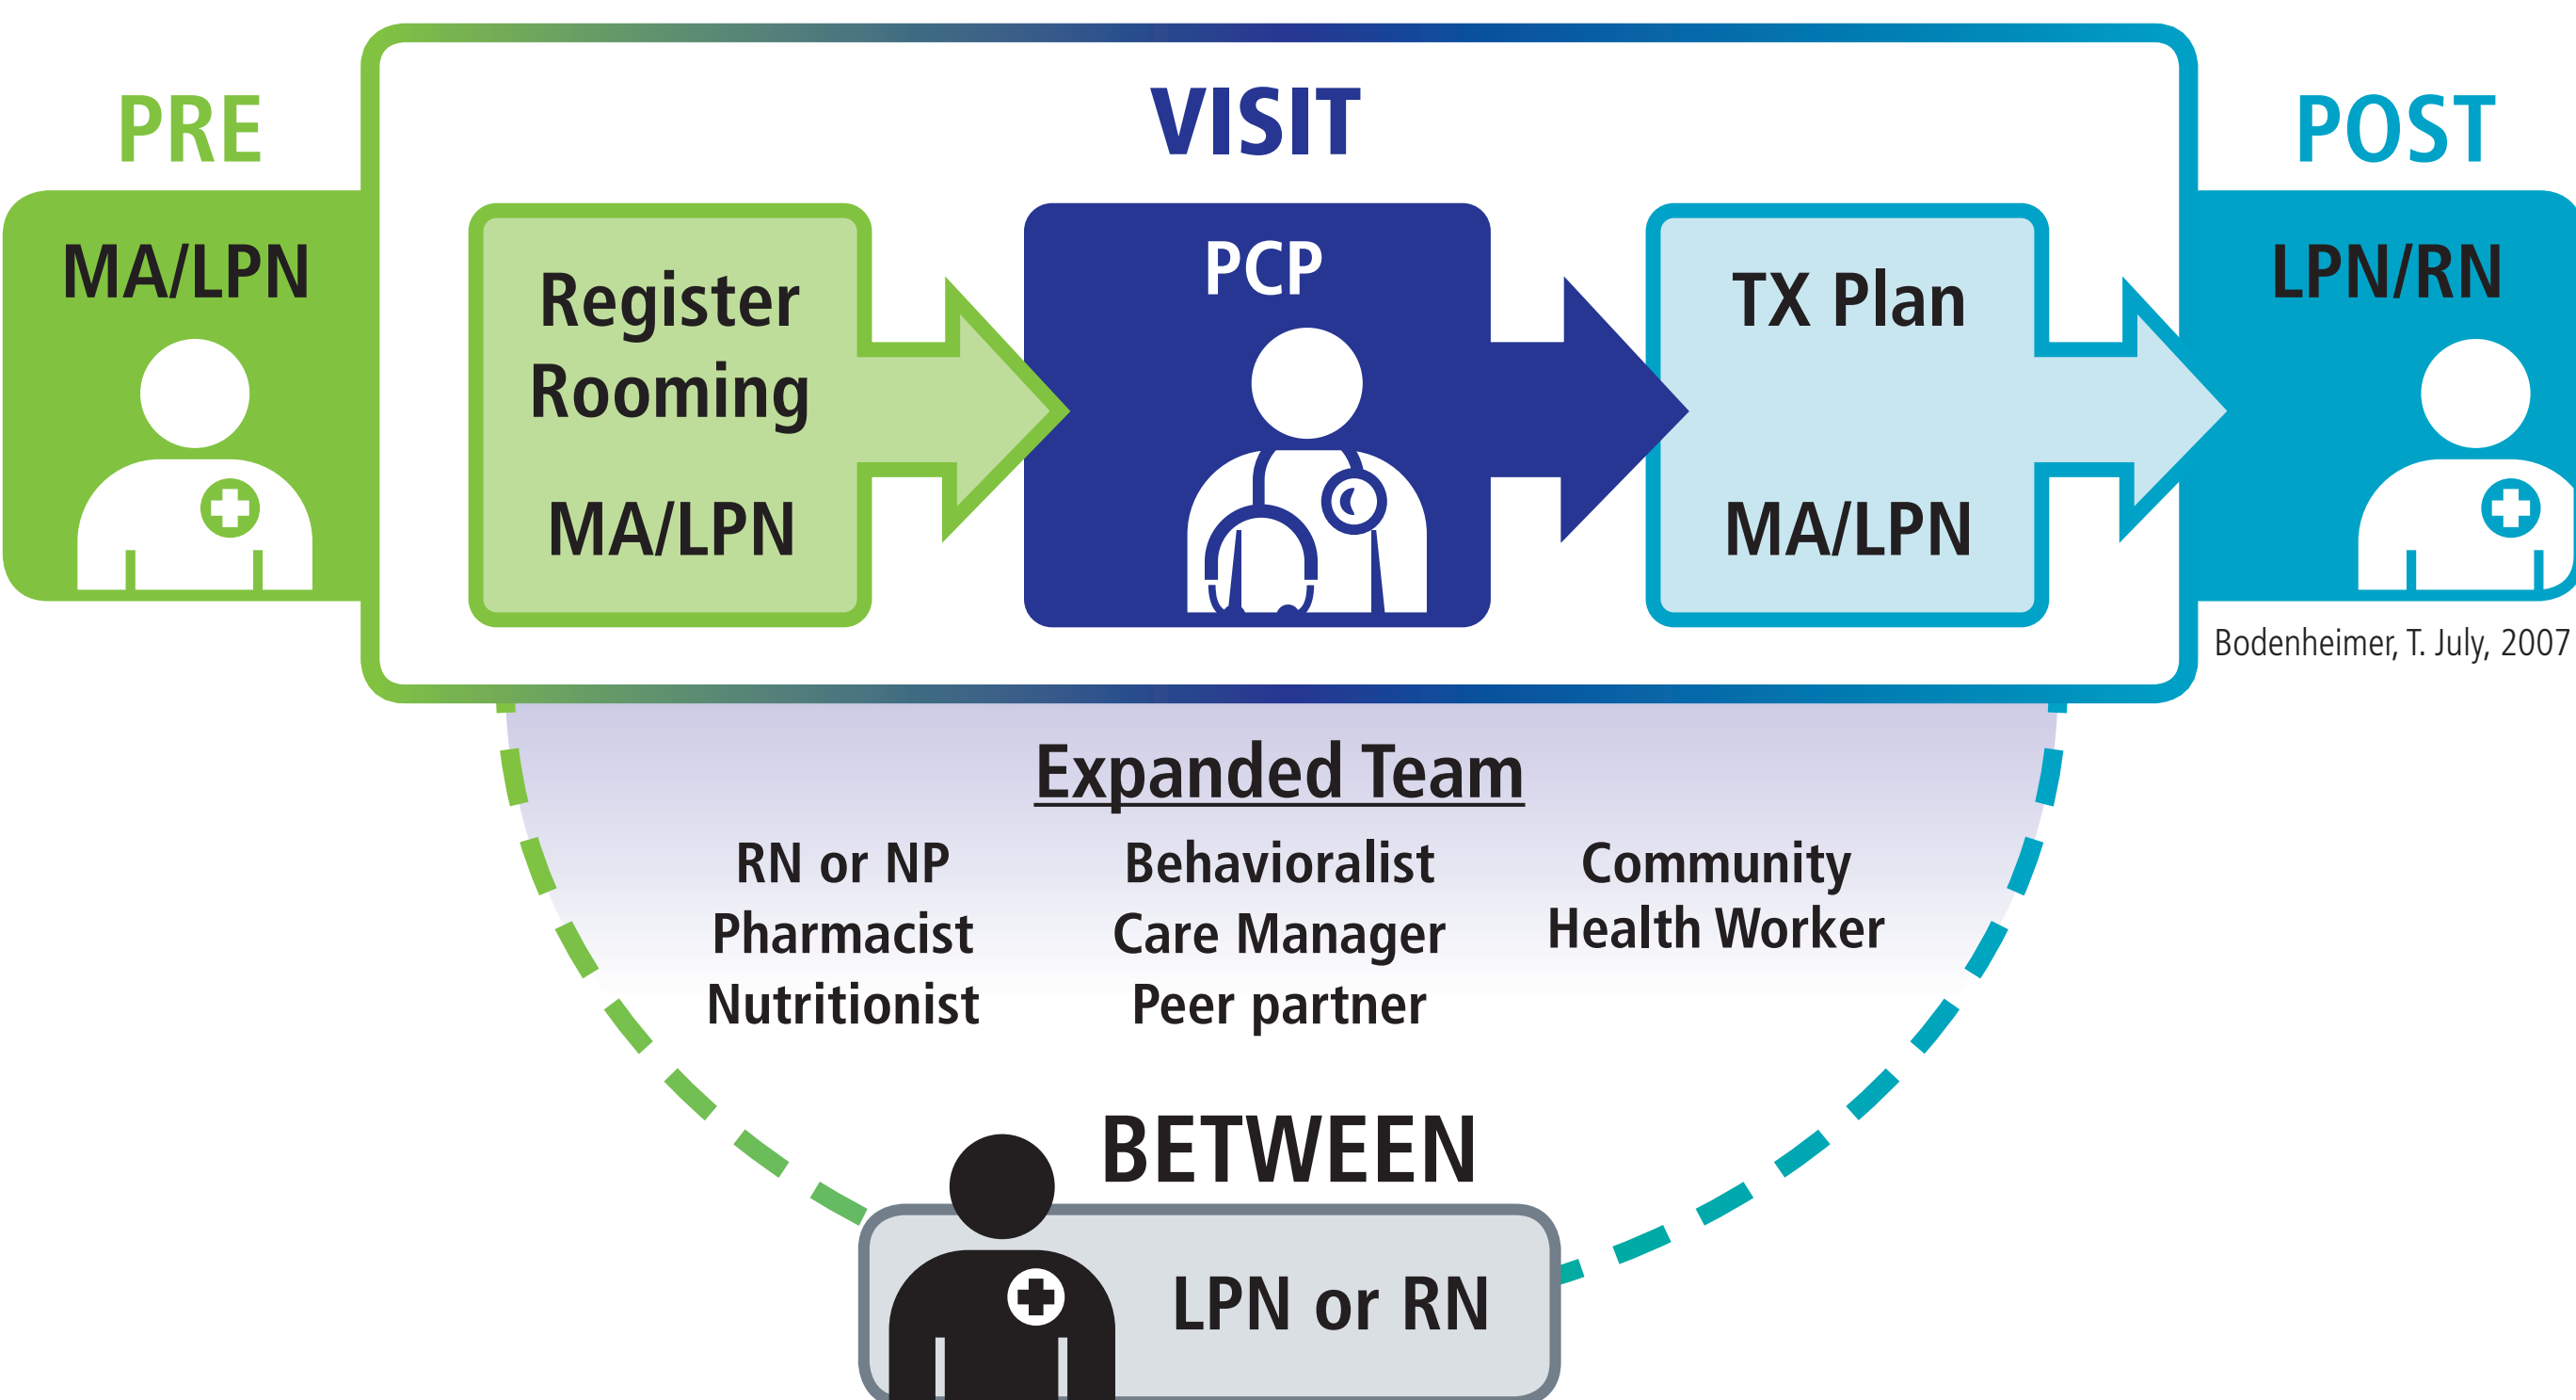 PRE
MA/LPN
VISIT
Register
Rooming
MA/LPN
PCP
TX Plan
MA/LPN
POST
LPN/RN
Bodenheimer, T. July, 2007
Expanded Team
RN or NP
Pharmacist
Nutritionist
Behavioralist
Care Manager
Peer partner
Community
Health Worker
BETWEEN
LPN or RN